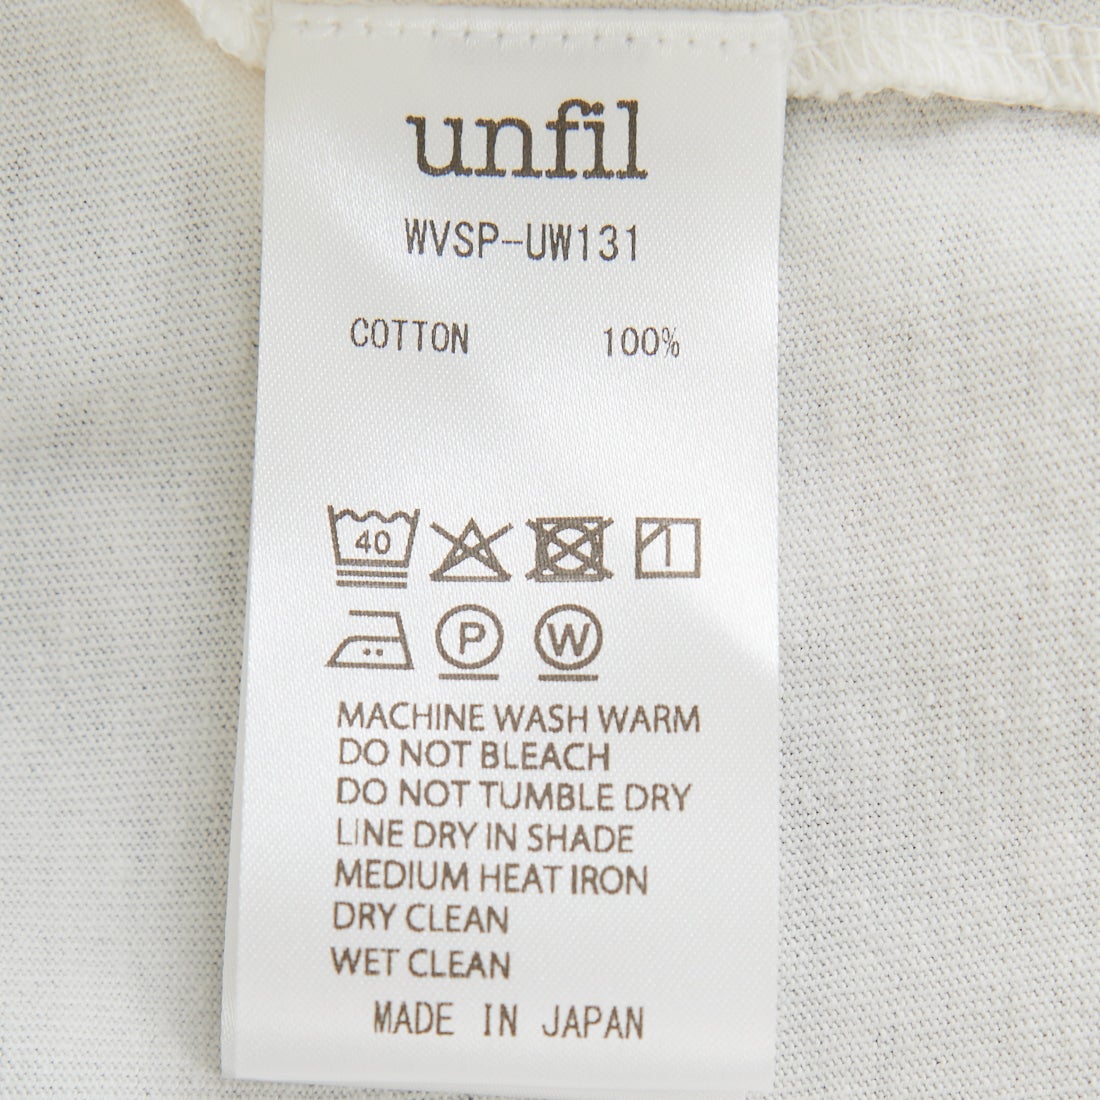 unfil
WVSP-UW131
COTTON 100%
40
P W
MACHINE WASH WARM
DO NOT BLEACH
DO NOT TUMBLE DRY
LINE DRY IN SHADE
MEDIUM HEAT IRON
DRY CLEAN
WET CLEAN
MADE IN JAPAN